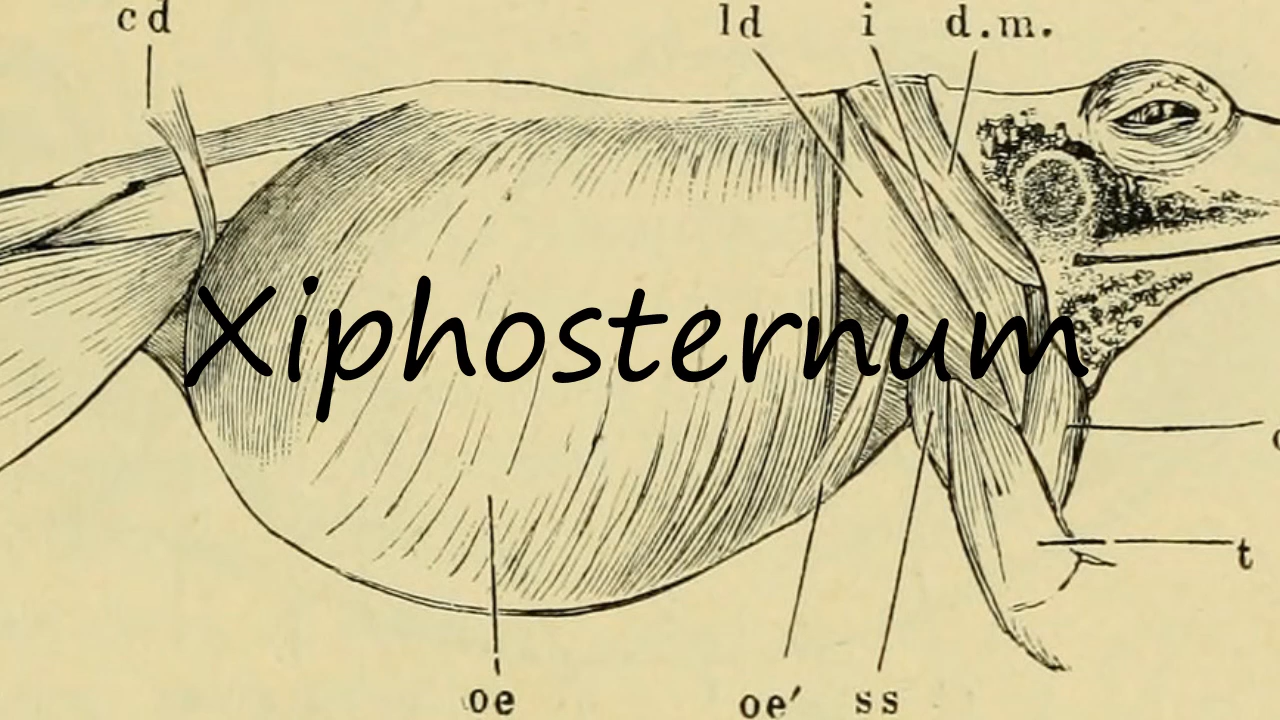 cd ld i d.m.
Xiphosternum
t
oe oe′ ss